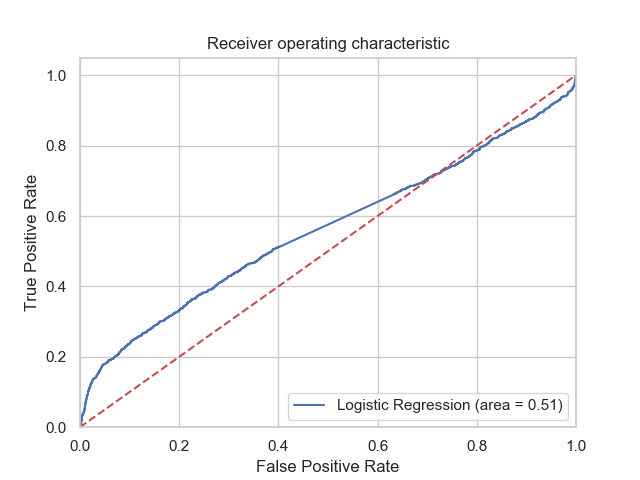 Receiver operating characteristic
1.0
0.8
0.6
0.4
0.2
0.0
True Positive Rate
Logistic Regression (area = 0.51)
0.0 0.2 0.4 0.6 0.8 1.0
False Positive Rate